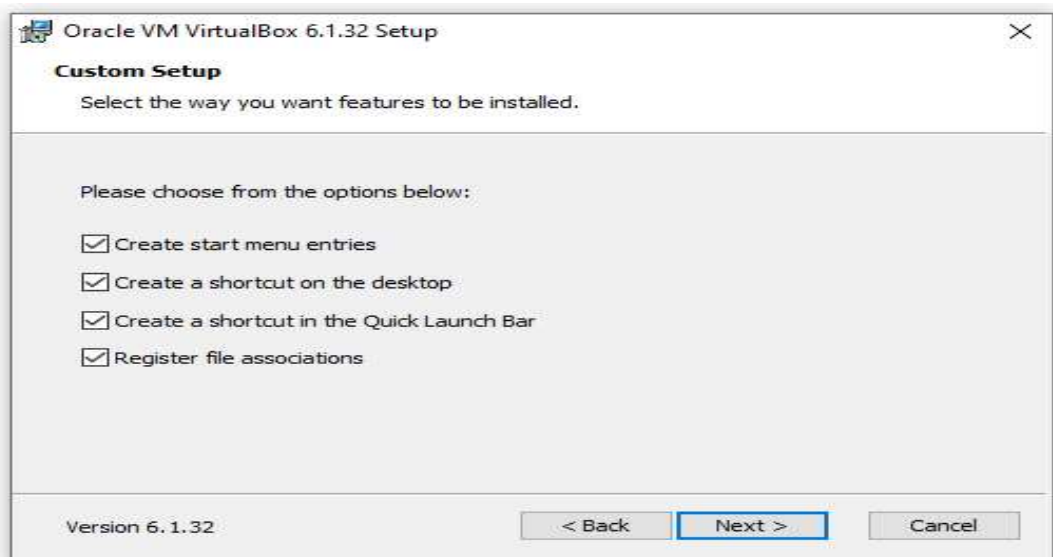 Oracle VM VirtualBox 6.1.32 Setup
Custom Setup
Select the way you want features to be installed.
Please choose from the options below:
Create start menu entries
Create a shortcut on the desktop
Create a shortcut in the Quick Launch Bar
Register file associations
Version 6.1.32
< Back
Next >
Cancel